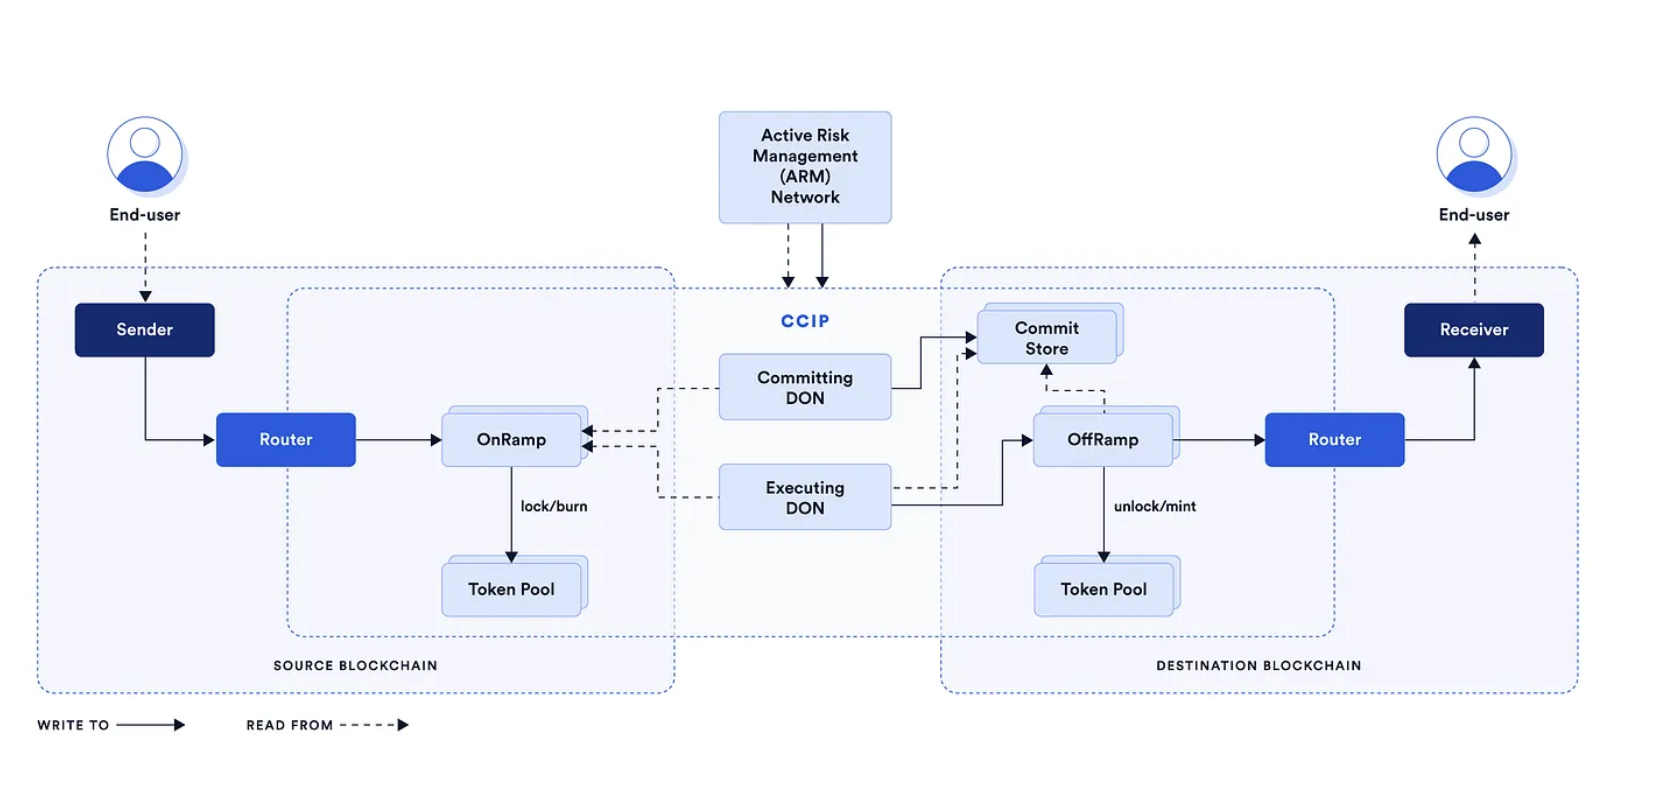 Active Risk
Management
(ARM)
Network
End-user
End-user
Sender
CCIP
Commit
Store
Receiver
Committing
DON
Router
OnRamp
OffRamp
Router
Executing
DON
lock/burn
unlock/mint
Token Pool
Token Pool
SOURCE BLOCKCHAIN
DESTINATION BLOCKCHAIN
WRITE TO
READ FROM